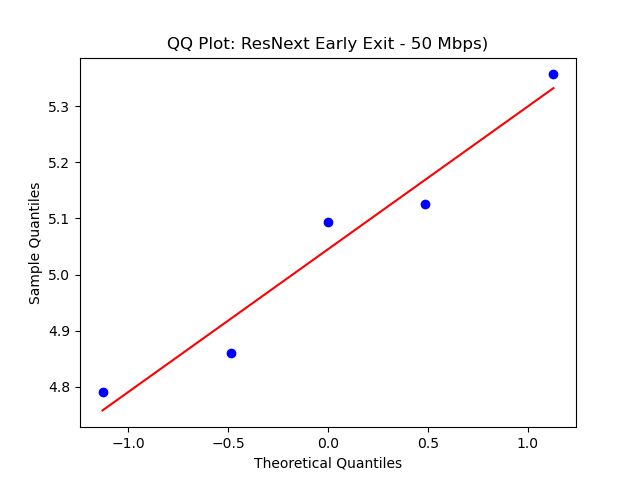 QQ Plot: ResNext Early Exit - 50 Mbps)
Sample Quantiles
5.3
5.2
5.1
5.0
4.9
4.8
−1.0 −0.5 0.0 0.5 1.0
Theoretical Quantiles